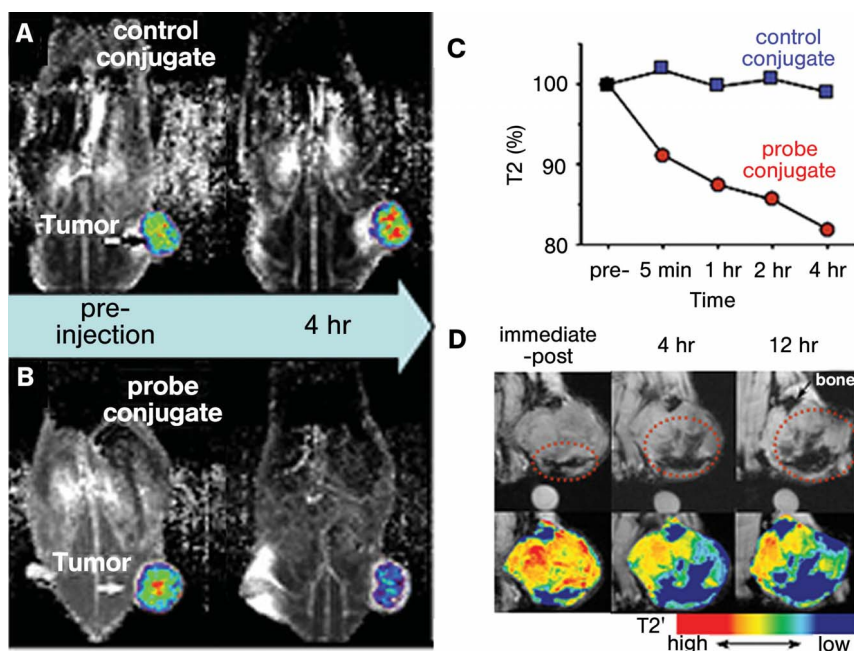 A
control
conjugate
Tumor
pre-
injection
4 hr
B
probe
conjugate
Tumor
C
control
conjugate
100
90
80
T2 (%)
probe
conjugate
pre-
5 min
1 hr
2 hr
4 hr
Time
D
immediate
-post
4 hr
12 hr
bone
T2'
high
low